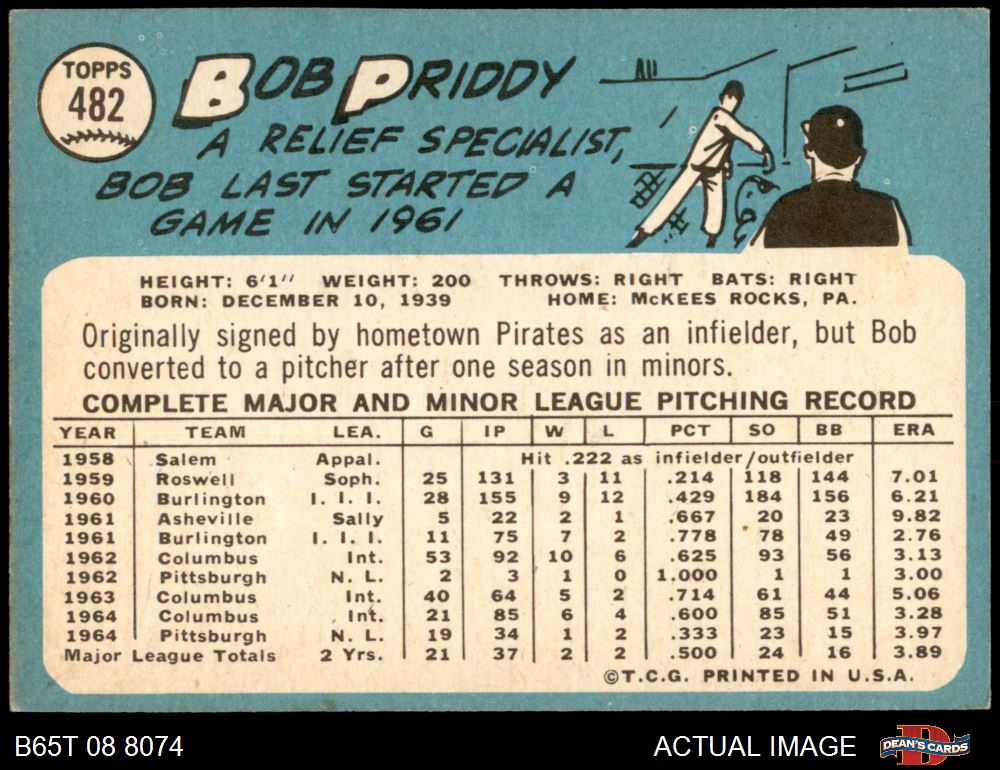 TOPPS
482
BOB PRIDDY
A RELIEF SPECIALIST,
BOB LAST STARTED A
GAME IN 1961
HEIGHT: 6'1" WEIGHT: 200 THROWS: RIGHT BATS: RIGHT
BORN: DECEMBER 10, 1939 HOME: McKEES ROCKS, PA.
Originally signed by hometown Pirates as an infielder, but Bob
converted to a pitcher after one season in minors.
COMPLETE MAJOR AND MINOR LEAGUE PITCHING RECORD
YEAR TEAM LEA. G IP W L PCT SO BB ERA
1958 Salem Appal. Hit .222 as infielder/outfielder
1959 Roswell Soph. 25 131 3 11 .214 118 144 7.01
1960 Burlington I. I. I. 28 155 9 12 .429 184 156 6.21
1961 Asheville Sally 5 22 2 1 .667 20 23 9.82
1961 Burlington I. I. I. 11 75 7 2 .778 78 49 2.76
1962 Columbus Int. 53 92 10 6 .625 93 56 3.13
1962 Pittsburgh N. L. 2 3 1 0 1.000 1 1 3.00
1963 Columbus Int. 40 64 5 2 .714 61 44 5.06
1964 Columbus Int. 21 85 6 4 .600 85 51 3.28
1964 Pittsburgh N. L. 19 34 1 2 .333 23 15 3.97
Major League Totals 2 Yrs. 21 37 2 2 .500 24 16 3.89
©T.C.G. PRINTED IN U.S.A.
B65T 08 8074 ACTUAL IMAGE DEAN'S CARDS